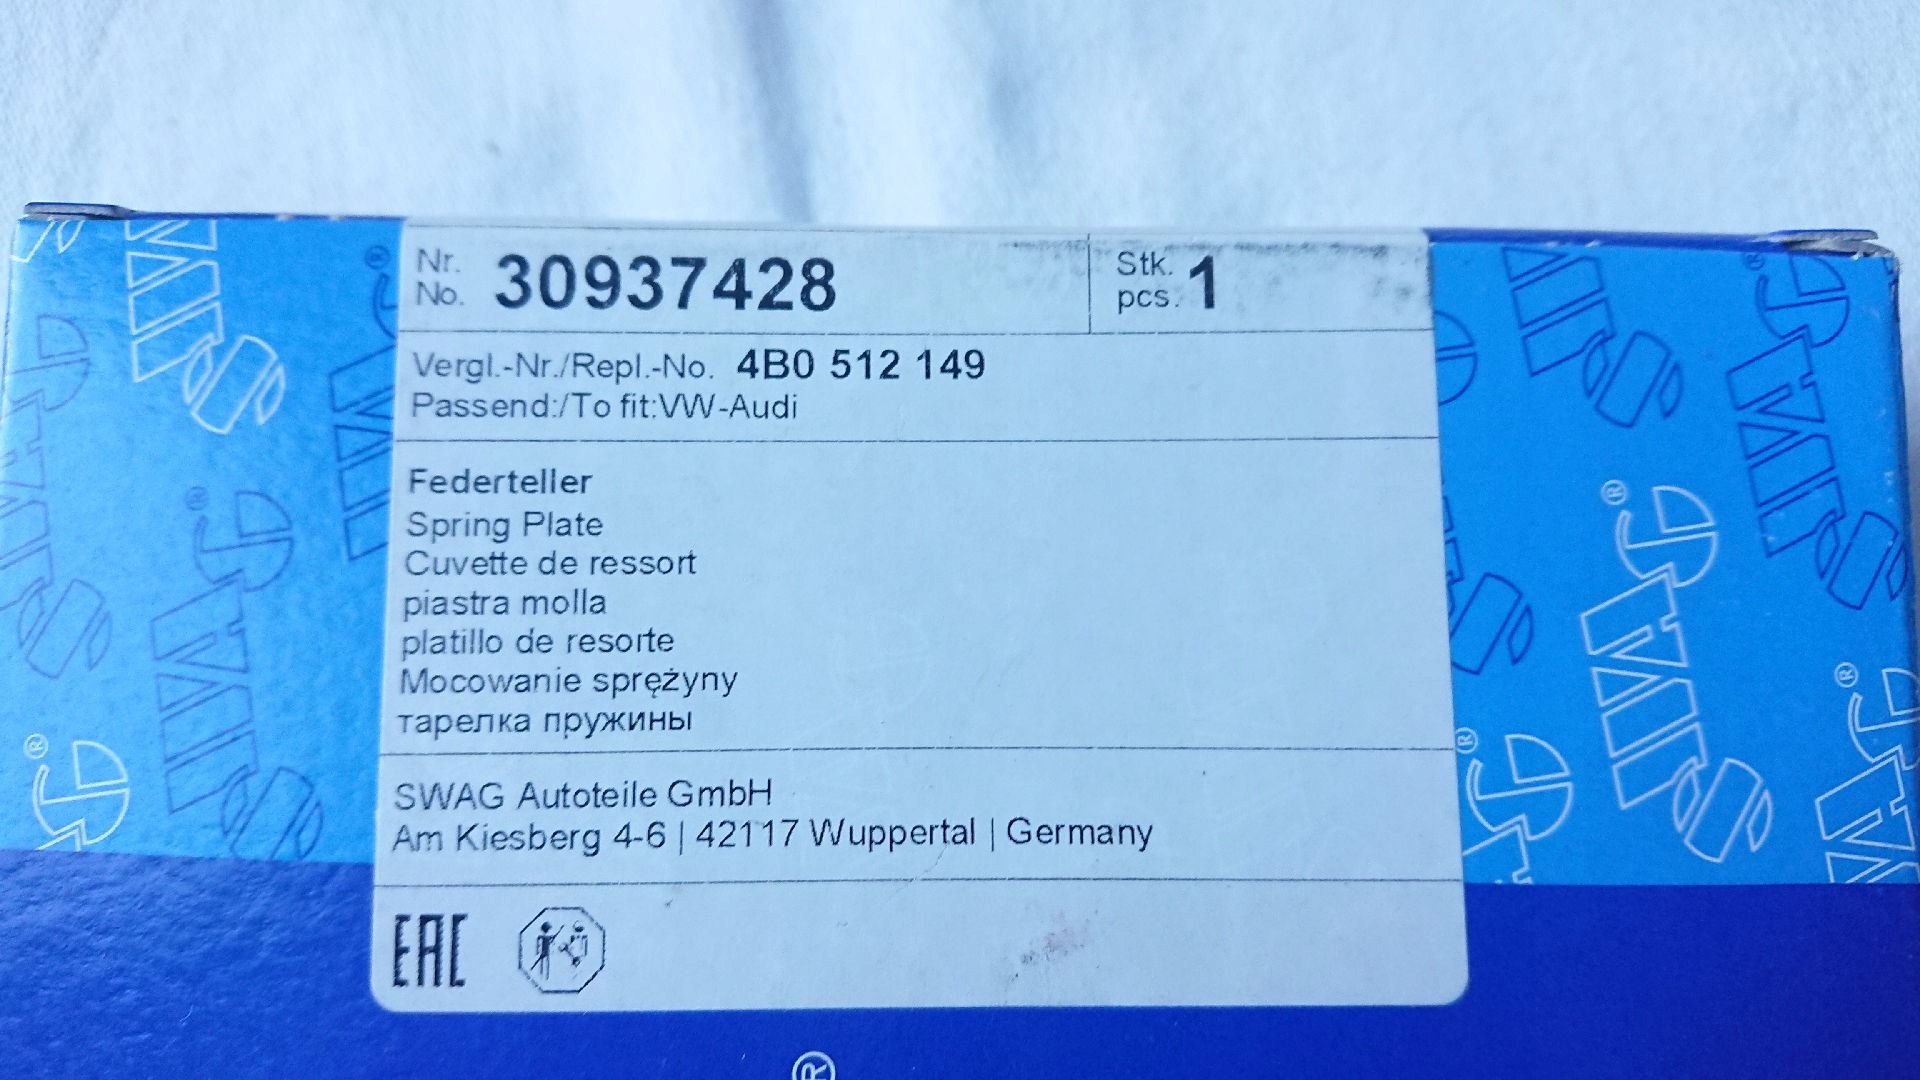 Nr. No. 30937428 Stk. pcs. 1
Vergl.-Nr./Repl.-No. 4B0 512 149
Passend:/To fit:VW-Audi
Federteller
Spring Plate
Cuvette de ressort
piastra molla
platillo de resorte
Mocowanie sprężyny
тарелка пружины
SWAG Autoteile GmbH
Am Kiesberg 4-6 | 42117 Wuppertal | Germany
EAC
SWAG®